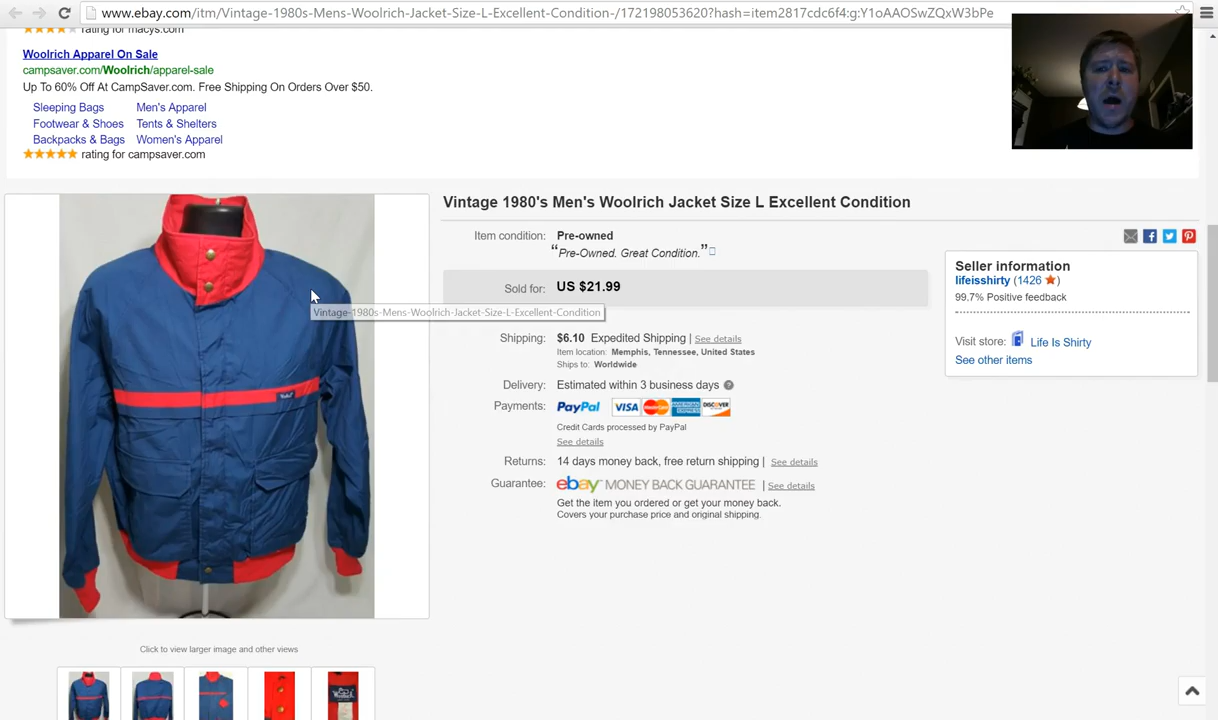 www.ebay.com/itm/Vintage-1980s-Mens-Woolrich-Jacket-Size-L-Excellent-Condition-/172198053620?hash=item2817cdc6f4:g:Y1oAAOSwZQxW3bPe
rating for macys.com
Woolrich Apparel On Sale
campsaver.com/Woolrich/apparel-sale
Up To 60% Off At CampSaver.com. Free Shipping On Orders Over $50.
Sleeping Bags Men's Apparel
Footwear & Shoes Tents & Shelters
Backpacks & Bags Women's Apparel
rating for campsaver.com
Vintage 1980's Men's Woolrich Jacket Size L Excellent Condition
Item condition: Pre-owned
“Pre-Owned. Great Condition.”
Sold for: US $21.99
Vintage-1980s-Mens-Woolrich-Jacket-Size-L-Excellent-Condition
Shipping: $6.10 Expedited Shipping | See details
Item location: Memphis, Tennessee, United States
Ships to: Worldwide
Delivery: Estimated within 3 business days ?
Payments: PayPal VISA MasterCard AMERICAN EXPRESS DISCOVER
Credit Cards processed by PayPal
See details
Returns: 14 days money back, free return shipping | See details
Guarantee: ebay MONEY BACK GUARANTEE | See details
Get the item you ordered or get your money back.
Covers your purchase price and original shipping.
Seller information
lifeisshirty (1426 )
99.7% Positive feedback
Visit store: Life Is Shirty
See other items
Click to view larger image and other views